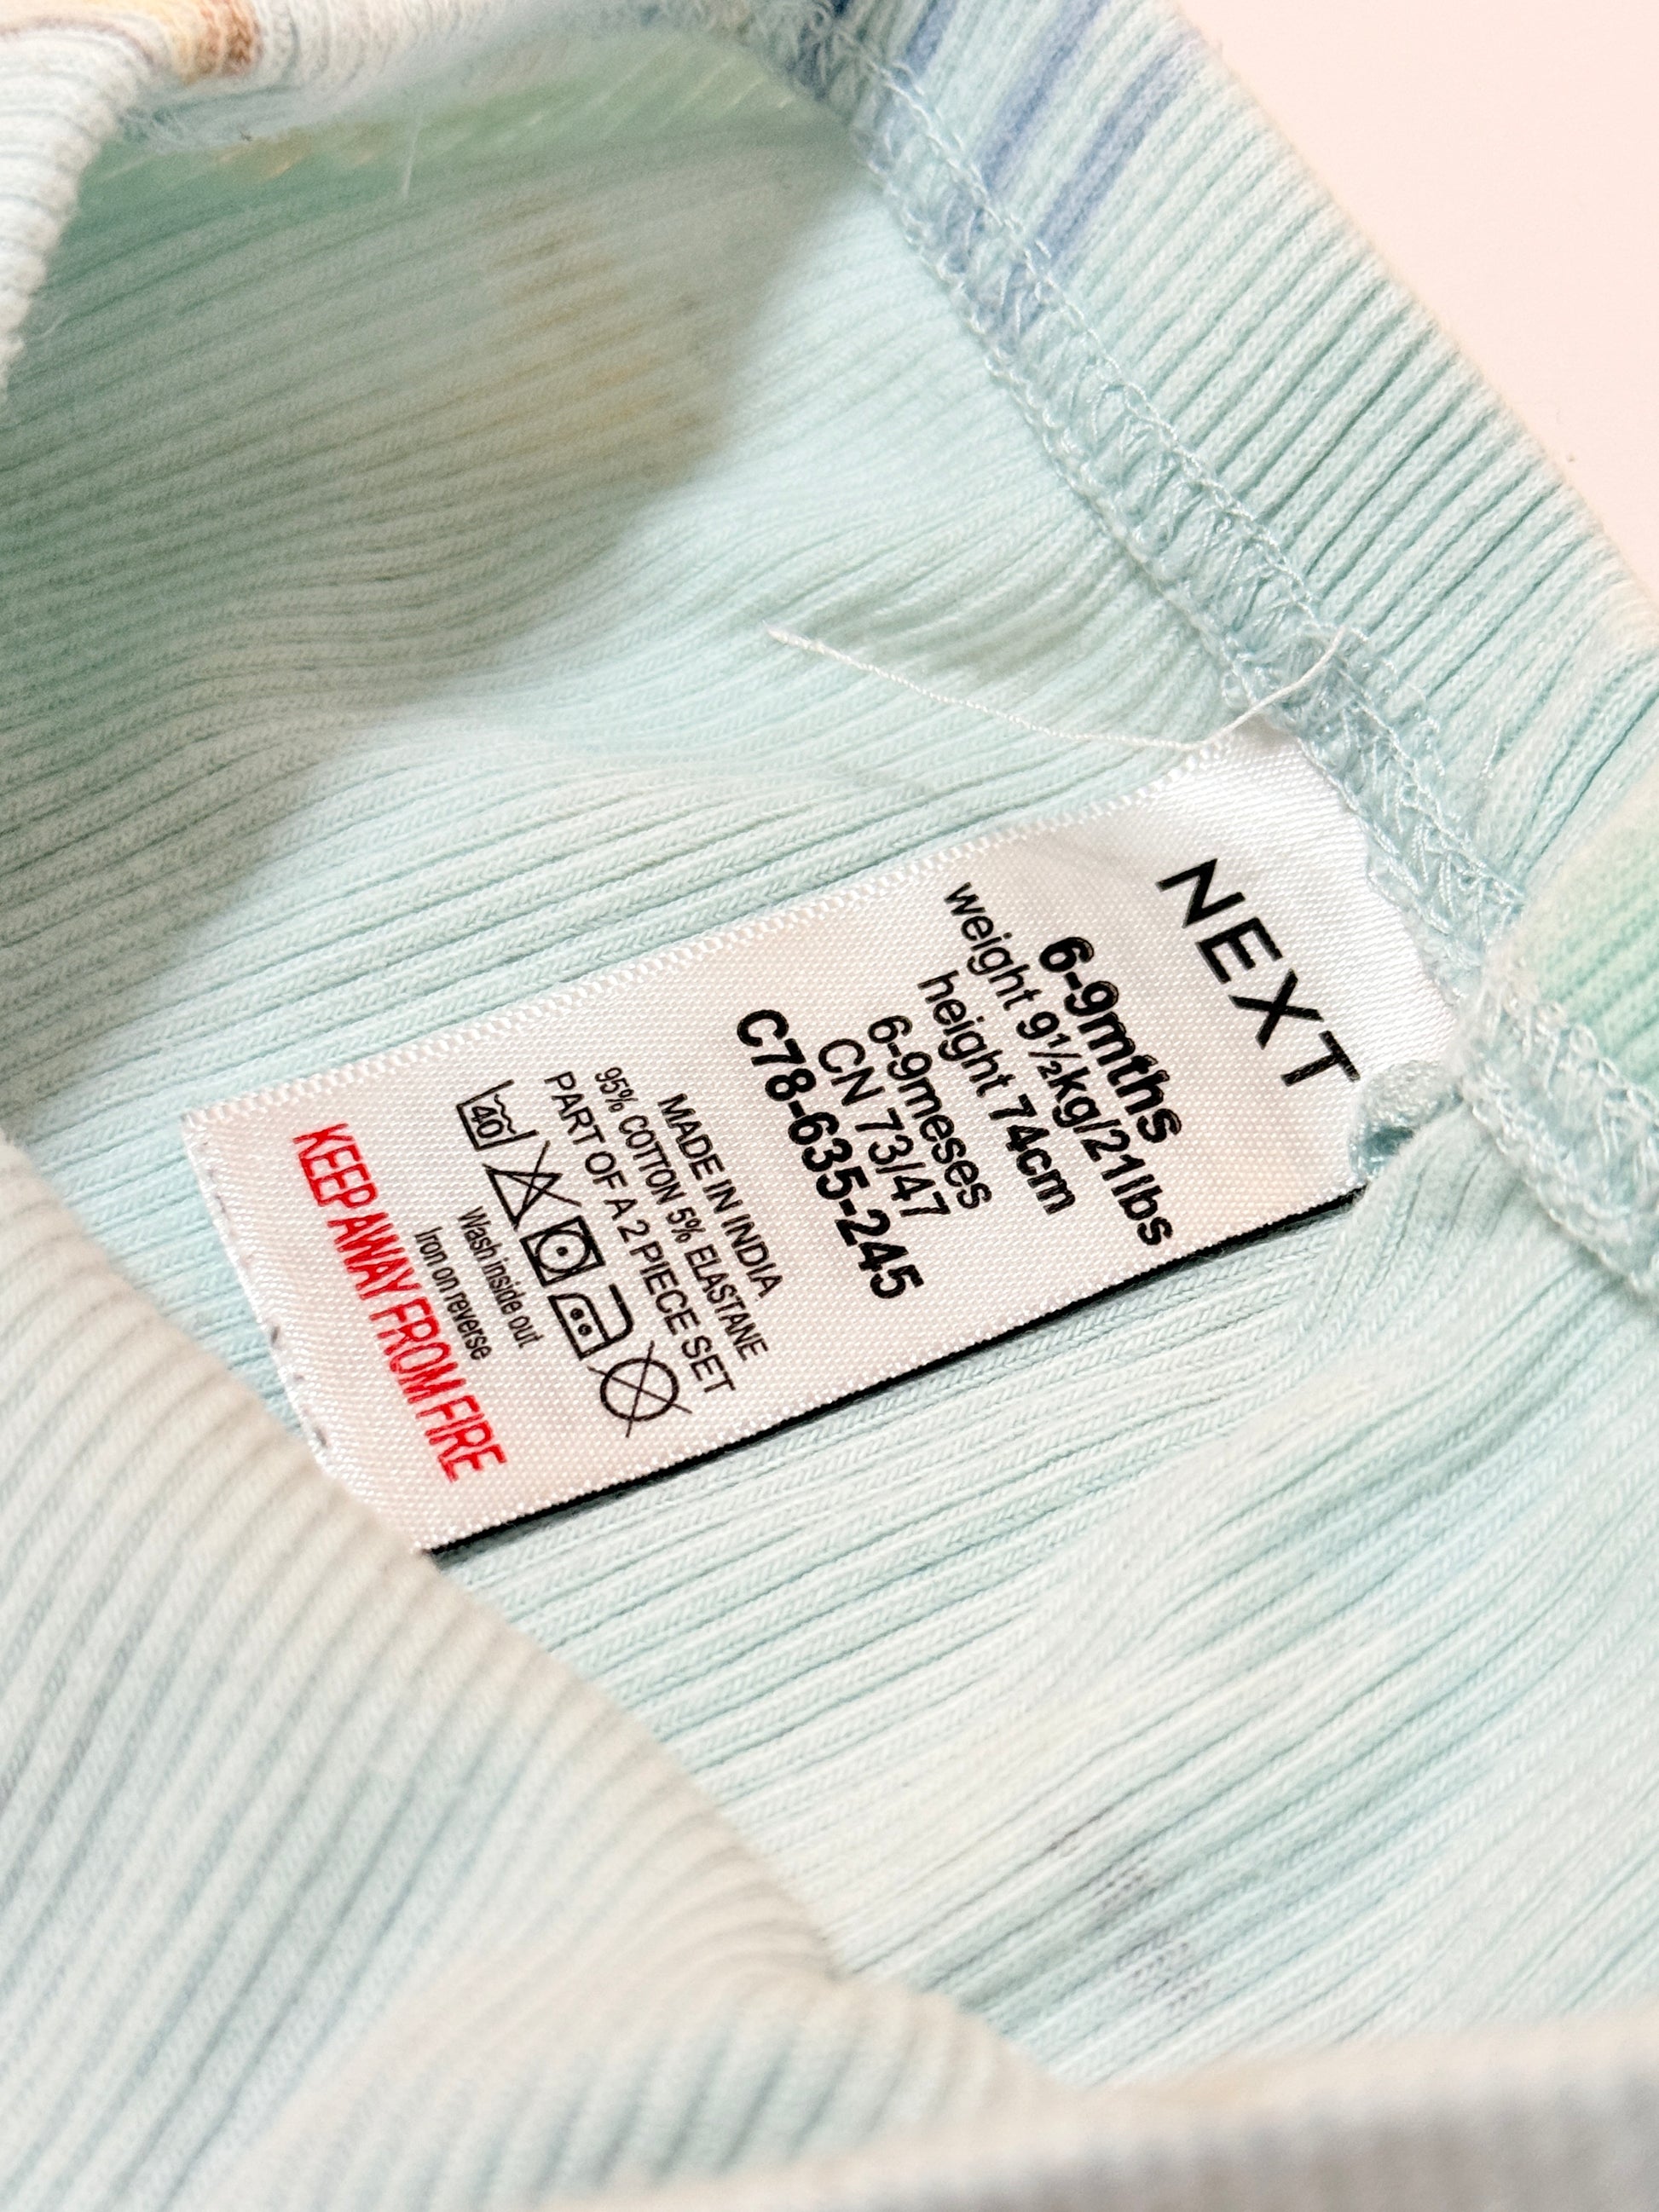 NEXT
6-9mths
weight 9½kg/21lbs
height 74cm
6-9meses
CN 73/47
C78-635-245
MADE IN INDIA
95% COTTON 5% ELASTANE
PART OF A 2 PIECE SET
40
Wash inside out
Iron on reverse
KEEP AWAY FROM FIRE